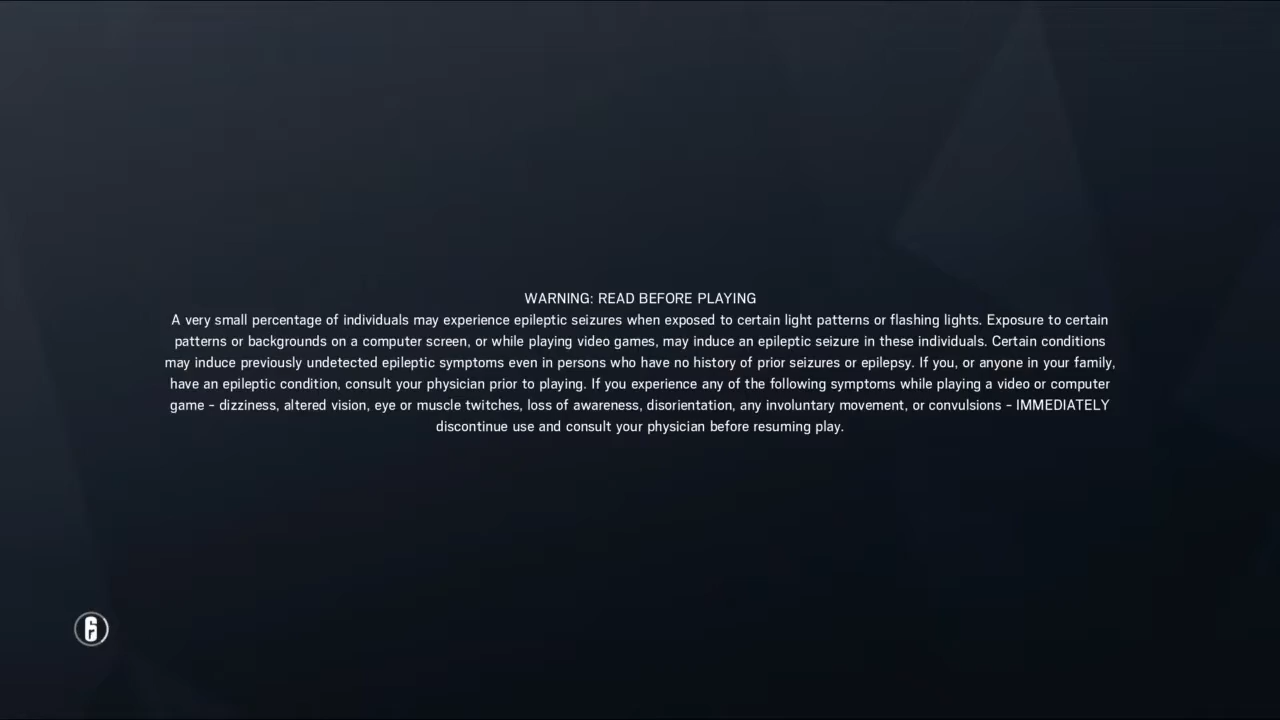 WARNING: READ BEFORE PLAYING
A very small percentage of individuals may experience epileptic seizures when exposed to certain light patterns or flashing lights. Exposure to certain
patterns or backgrounds on a computer screen, or while playing video games, may induce an epileptic seizure in these individuals. Certain conditions
may induce previously undetected epileptic symptoms even in persons who have no history of prior seizures or epilepsy. If you, or anyone in your family,
have an epileptic condition, consult your physician prior to playing. If you experience any of the following symptoms while playing a video or computer
game - dizziness, altered vision, eye or muscle twitches, loss of awareness, disorientation, any involuntary movement, or convulsions - IMMEDIATELY
discontinue use and consult your physician before resuming play.
6